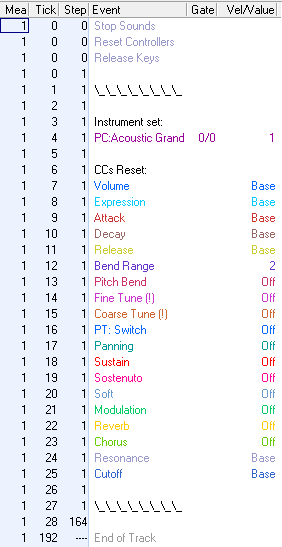 Mea Tick Step Event Gate Vel/Value
1 0 0 Stop Sounds
1 0 0 Reset Controllers
1 0 0 Release Keys
1 0 1
1 1 1 \_\_\_\_\_\_\_\_
1 2 1
1 3 1 Instrument set:
1 4 1 PC:Acoustic Grand 0/0 1
1 5 1
1 6 1 CCs Reset:
1 7 1 Volume Base
1 8 1 Expression Base
1 9 1 Attack Base
1 10 1 Decay Base
1 11 1 Release Base
1 12 1 Bend Range 2
1 13 1 Pitch Bend Off
1 14 1 Fine Tune (!) Off
1 15 1 Coarse Tune (!) Off
1 16 1 PT: Switch Off
1 17 1 Panning Off
1 18 1 Sustain Off
1 19 1 Sostenuto Off
1 20 1 Soft Off
1 21 1 Modulation Off
1 22 1 Reverb Off
1 23 1 Chorus Off
1 24 1 Resonance Base
1 25 1 Cutoff Base
1 26 1
1 27 1 \_\_\_\_\_\_\_\_
1 28 164
1 192 ---- End of Track